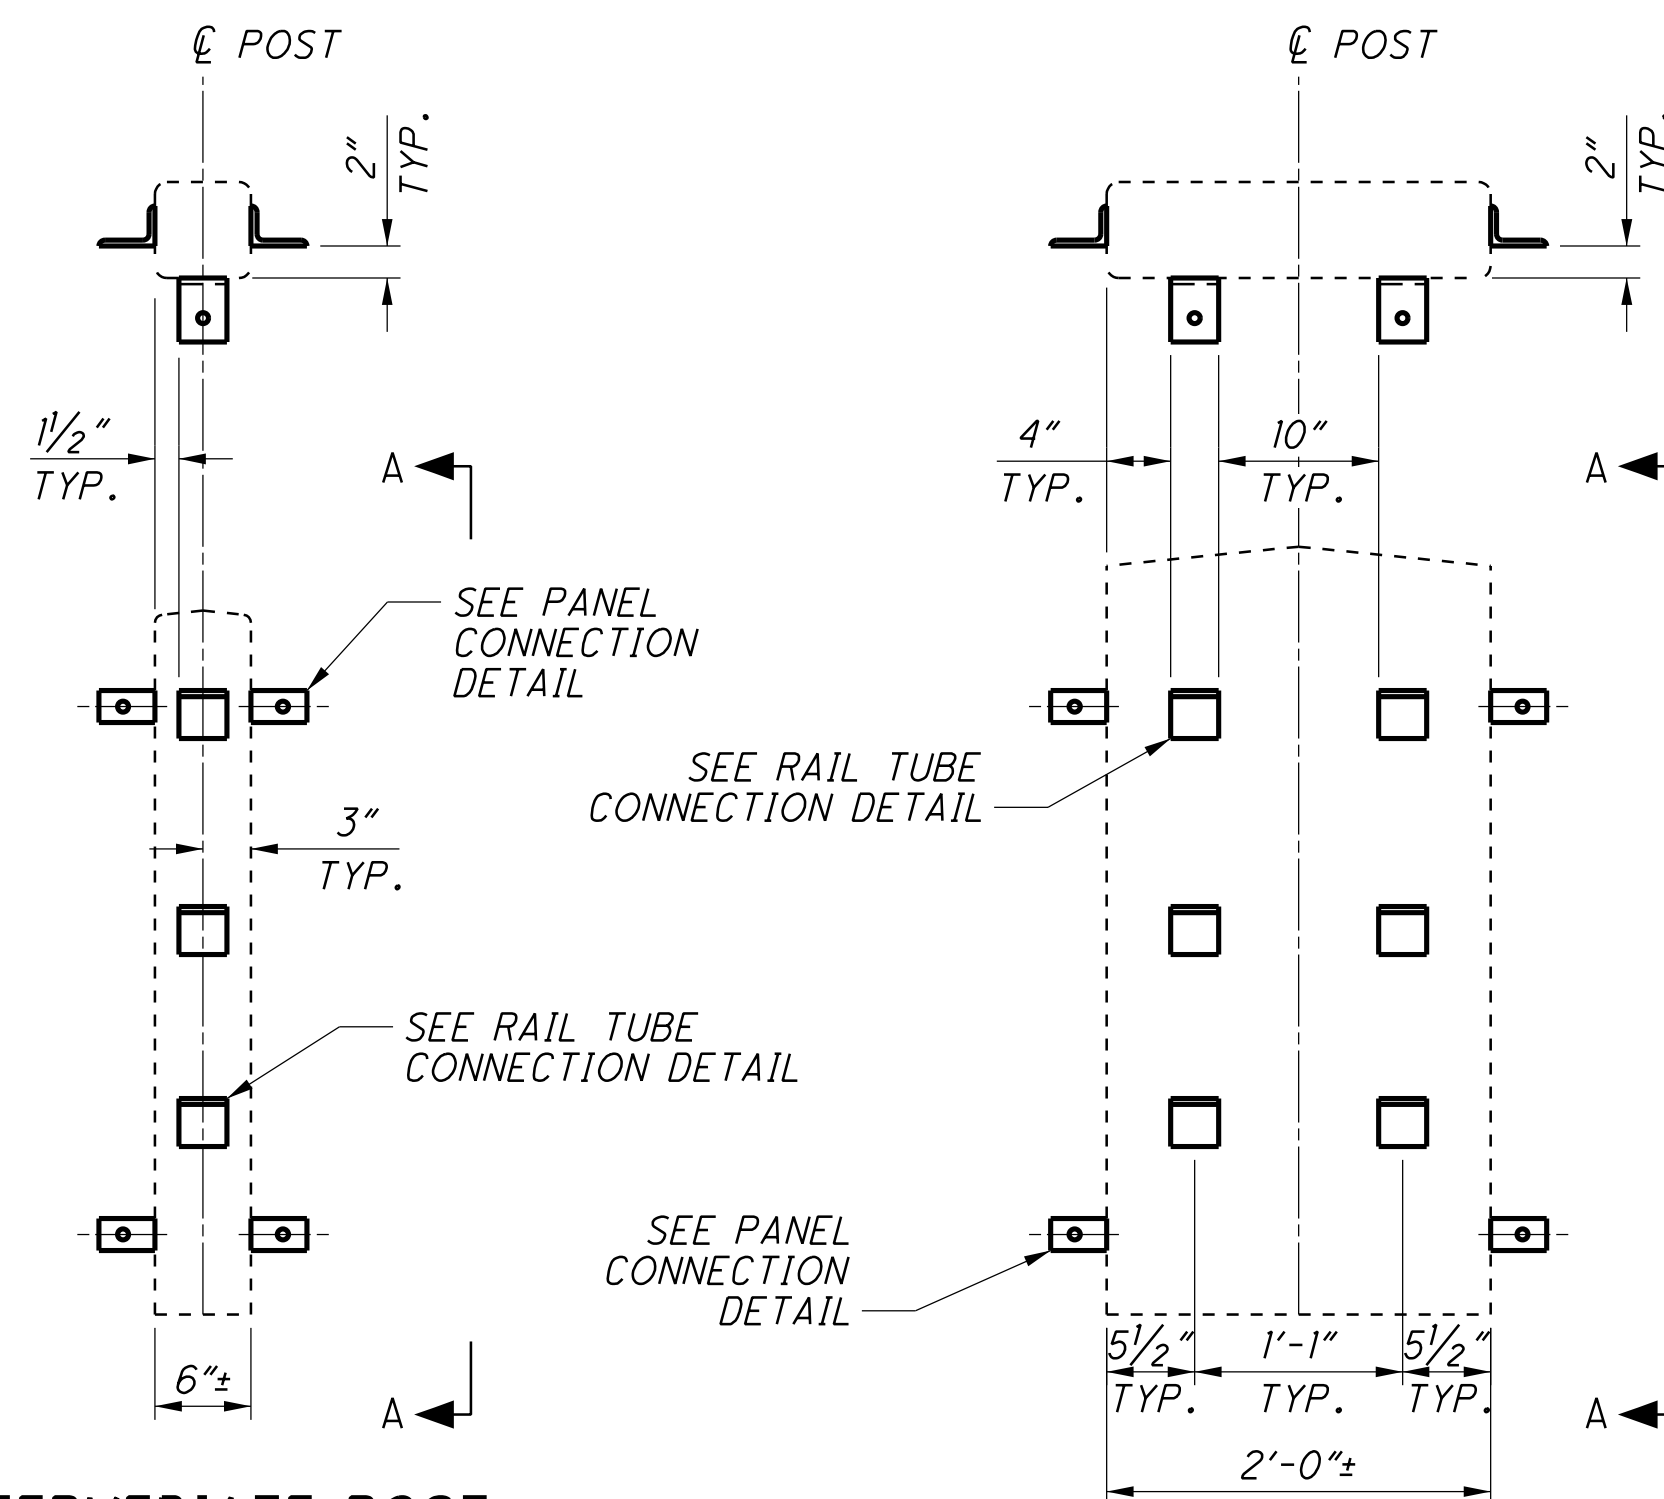 ℄ POST
℄ POST
2"
TYP.
2"
TYP.
1½"
TYP.
A
4"
TYP.
10"
TYP.
A
SEE PANEL
CONNECTION
DETAIL
SEE RAIL TUBE
CONNECTION DETAIL
3"
TYP.
SEE RAIL TUBE
CONNECTION DETAIL
SEE PANEL
CONNECTION
DETAIL
6"±
A
5½"
TYP.
1'-1"
TYP.
5½"
TYP.
A
2'-0"±